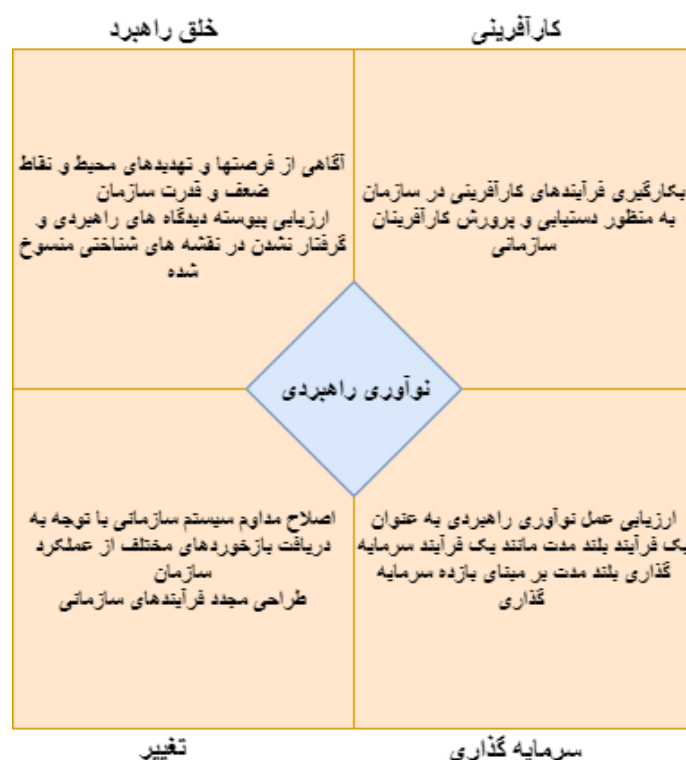 کارآفرینی
خلق راهبرد
بکارگیری فرآیندهای کارآفرینی در سازمان
به منظور دستیابی و پرورش کارآفرینان
سازمانی
آگاهی از فرصتها و تهدیدهای محیط و نقاط
ضعف و قدرت سازمان
ارزیابی پیوسته دیدگاه های راهبردی و
گرفتار نشدن در نقشه های شناختی منسوخ
شده
نوآوری راهبردی
ارزیابی عمل نوآوری راهبردی به عنوان
یک فرآیند بلند مدت مانند یک فرآیند سرمایه
گذاری بلند مدت بر مبنای بازده سرمایه
گذاری
اصلاح مداوم سیستم سازمانی با توجه به
دریافت بازخوردهای مختلف از عملکرد
سازمان
طراحی مجدد فرآیندهای سازمانی
سرمایه گذاری
تغییر